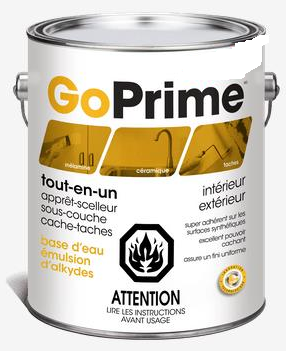 GoPrime
mélamine
céramique
taches
tout-en-un
apprêt-scelleur
sous-couche
cache-taches
base d'eau
émulsion
d'alkydes
intérieur
extérieur
super adhérent sur les
surfaces synthétiques
excellent pouvoir
cachant
assure un fini uniforme
ATTENTION
LIRE LES INSTRUCTIONS
AVANT USAGE